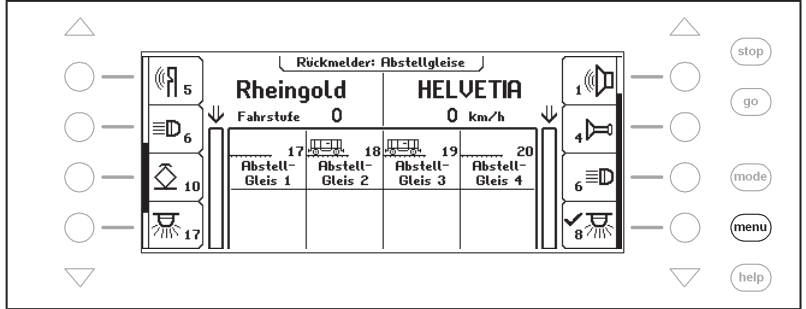 Rückmelder: Abstellgleise
Rheingold HELVETIA
Fahrstufe 0 0 km/h
5
6
10
17
17 18 19 20
Abstell- Abstell- Abstell- Abstell-
Gleis 1 Gleis 2 Gleis 3 Gleis 4
1
4
6
8
stop
go
mode
menu
help